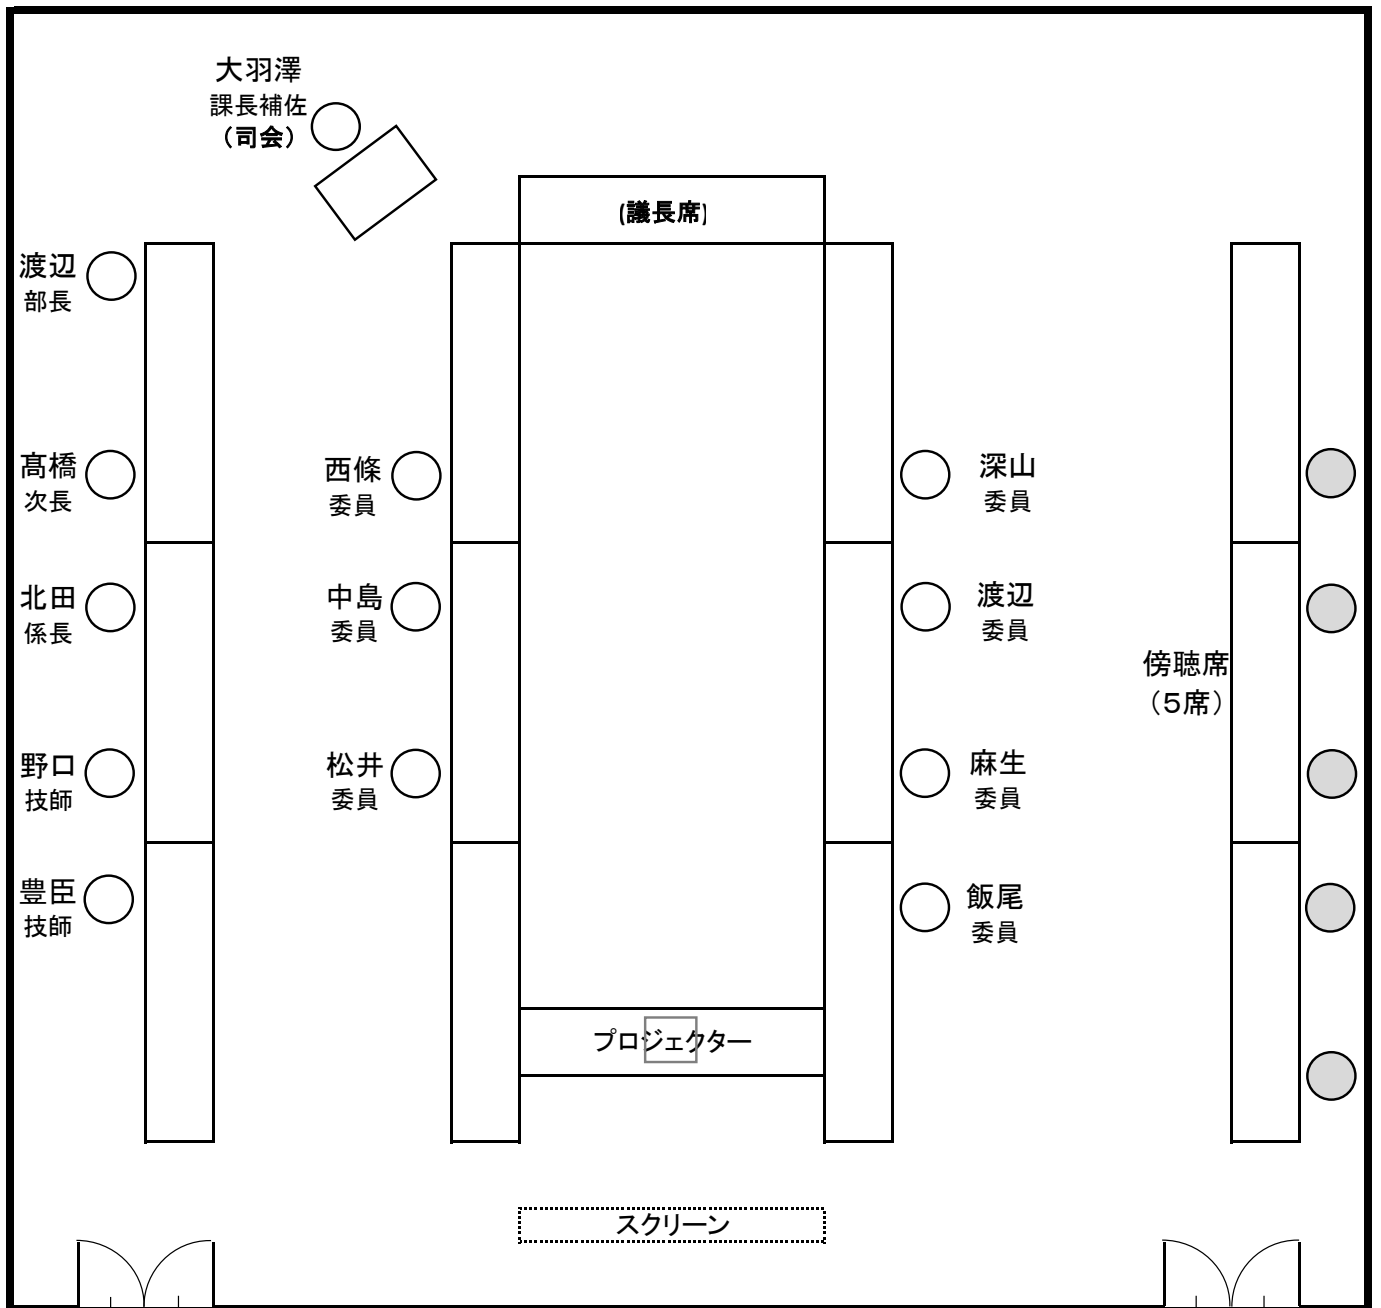 大羽澤
課長補佐
（司会）
(議長席)
渡辺
部長
髙橋
次長
西條
委員
深山
委員
北田
係長
中島
委員
渡辺
委員
傍聴席
（5席）
野口
技師
松井
委員
麻生
委員
豊臣
技師
飯尾
委員
プロジェクター
スクリーン